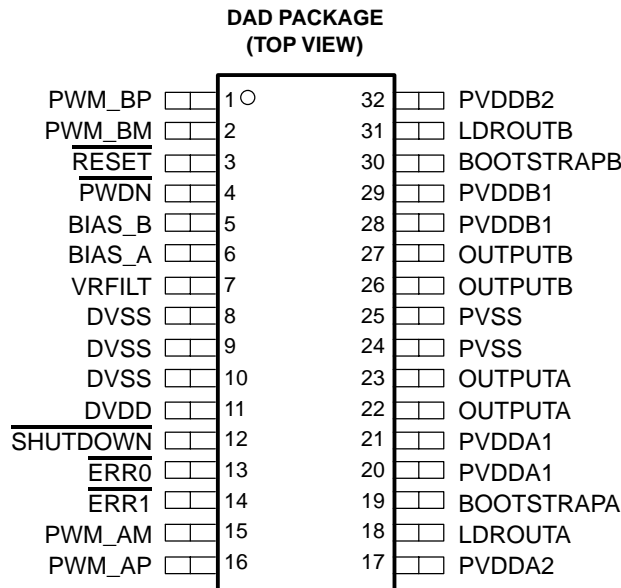 DAD PACKAGE
(TOP VIEW)
PWM_BP 1 32 PVDDB2
PWM_BM 2 31 LDROUTB
RESET 3 30 BOOTSTRAPB
PWDN 4 29 PVDDB1
BIAS_B 5 28 PVDDB1
BIAS_A 6 27 OUTPUTB
VRFILT 7 26 OUTPUTB
DVSS 8 25 PVSS
DVSS 9 24 PVSS
DVSS 10 23 OUTPUTA
DVDD 11 22 OUTPUTA
SHUTDOWN 12 21 PVDDA1
ERR0 13 20 PVDDA1
ERR1 14 19 BOOTSTRAPA
PWM_AM 15 18 LDROUTA
PWM_AP 16 17 PVDDA2